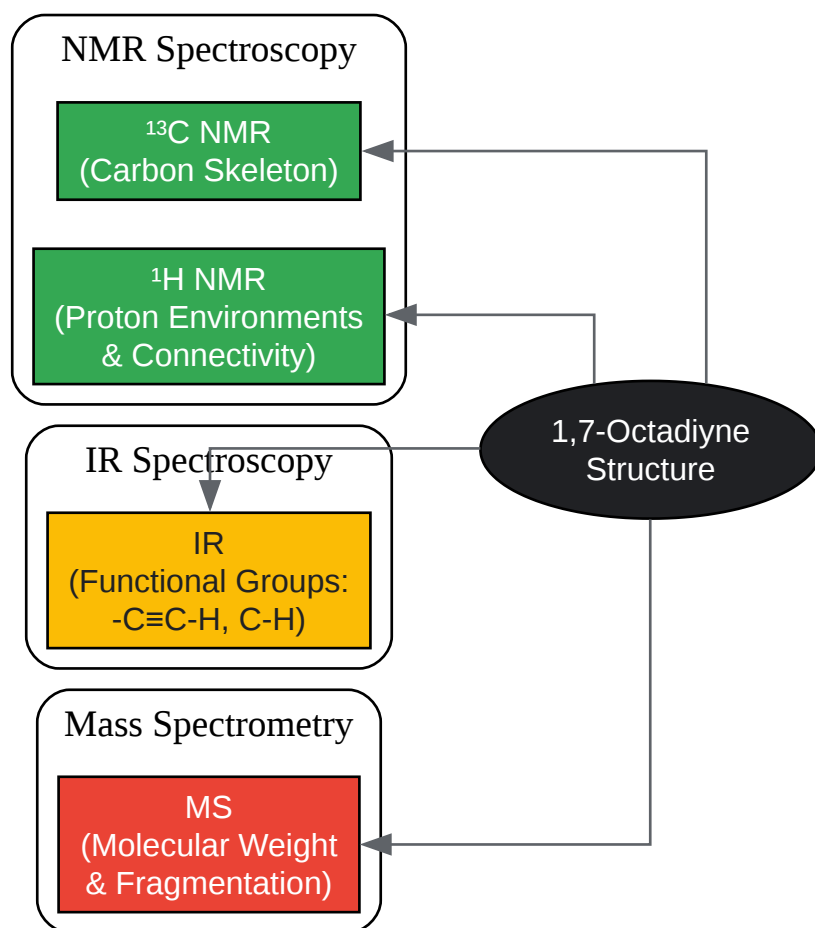 NMR Spectroscopy
¹³C NMR
(Carbon Skeleton)
¹H NMR
(Proton Environments
& Connectivity)
1,7-Octadiyne
Structure
IR Spectroscopy
IR
(Functional Groups:
-C≡C-H, C-H)
Mass Spectrometry
MS
(Molecular Weight
& Fragmentation)